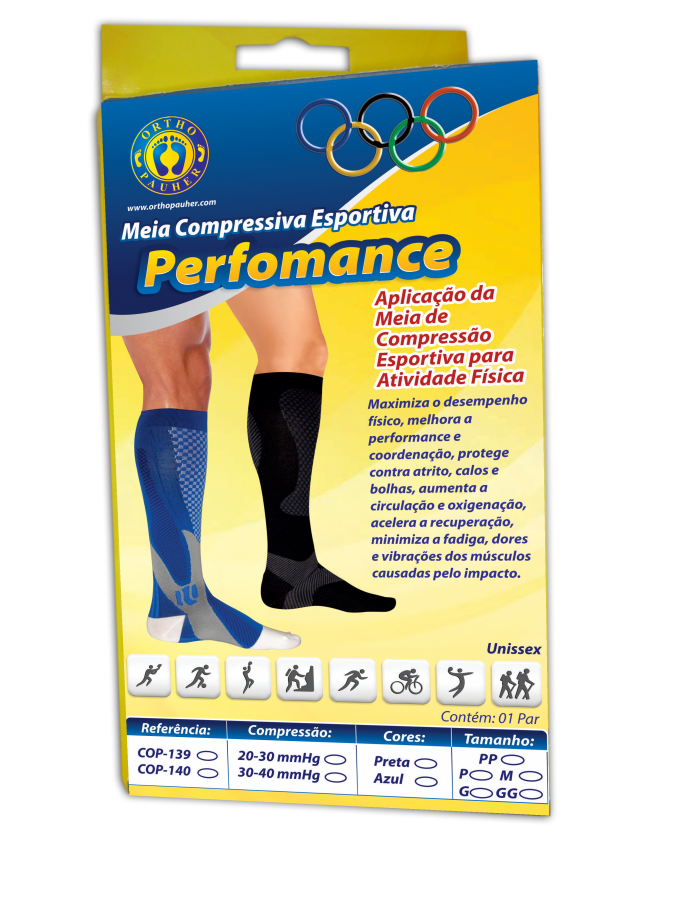 ORTHO
PAUHER
www.orthopauher.com
Meia Compressiva Esportiva
Perfomance
Aplicação da
Meia de
Compressão
Esportiva para
Atividade Física
Maximiza o desempenho
físico, melhora a
performance e
coordenação, protege
contra atrito, calos e
bolhas, aumenta a
circulação e oxigenação,
acelera a recuperação,
minimiza a fadiga, dores
e vibrações dos músculos
causadas pelo impacto.
Unissex
Contém: 01 Par
Referência: Compressão: Cores: Tamanho:
COP-139 20-30 mmHg Preta PP
COP-140 30-40 mmHg Azul P M
G GG